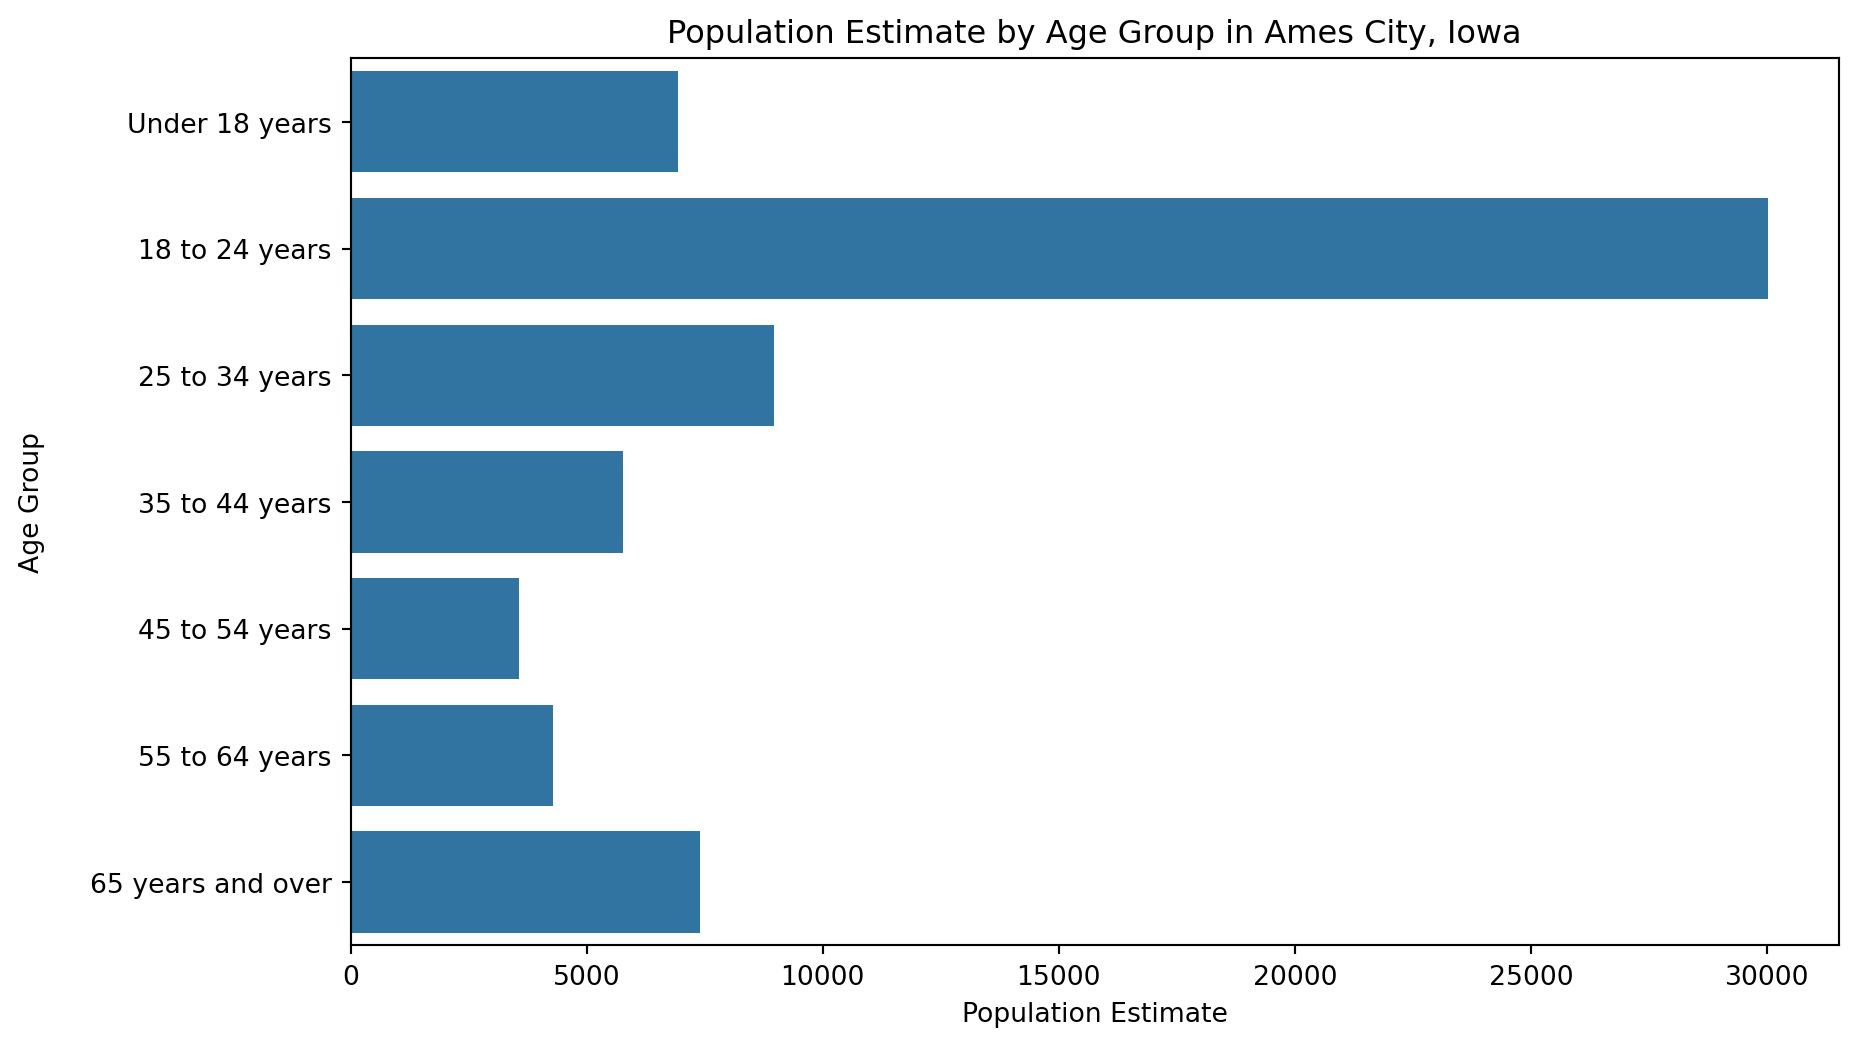 Population Estimate by Age Group in Ames City, Iowa
Age Group
Under 18 years
18 to 24 years
25 to 34 years
35 to 44 years
45 to 54 years
55 to 64 years
65 years and over
0 5000 10000 15000 20000 25000 30000
Population Estimate